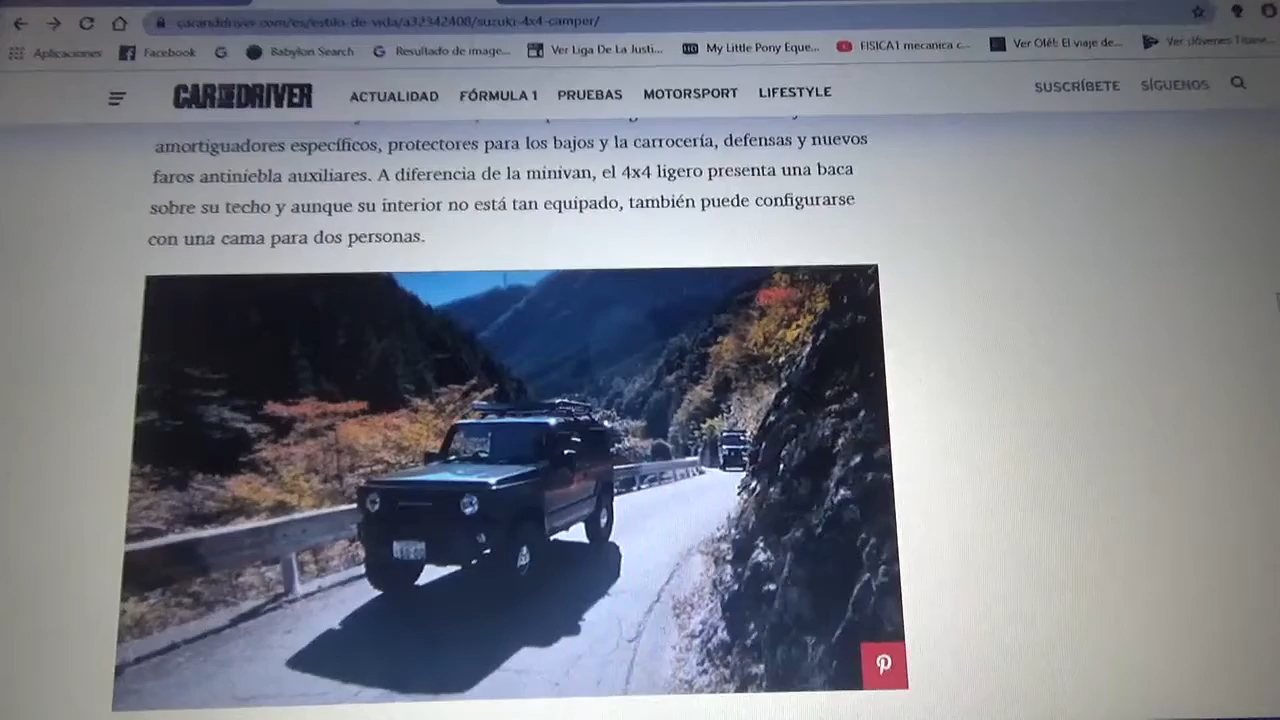 caranddriver.com/es/estilo-de-vida/a32342408/suzuki-4x4-camper/
Aplicaciones Facebook Babylon Search Resultado de image... Ver Liga De La Justi... My Little Pony Eque... FISICA1 mecanica c... Ver Olé!: El viaje de... Ver ¡Jóvenes Titane...
CAR AND DRIVER ACTUALIDAD FÓRMULA 1 PRUEBAS MOTORSPORT LIFESTYLE SUSCRÍBETE SÍGUENOS
amortiguadores específicos, protectores para los bajos y la carrocería, defensas y nuevos
faros antiniebla auxiliares. A diferencia de la minivan, el 4x4 ligero presenta una baca
sobre su techo y aunque su interior no está tan equipado, también puede configurarse
con una cama para dos personas.